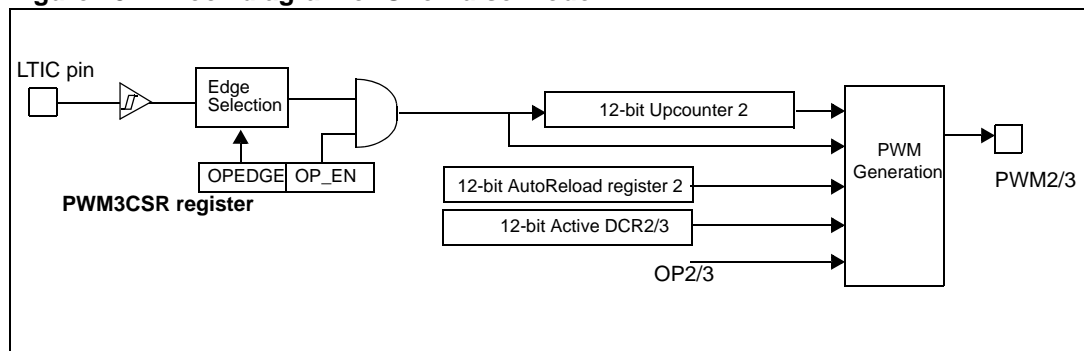 LTIC pin
Edge
Selection
12-bit Upcounter 2
PWM
Generation
OPEDGE
OP_EN
PWM2/3
12-bit AutoReload register 2
PWM3CSR register
12-bit Active DCR2/3
OP2/3